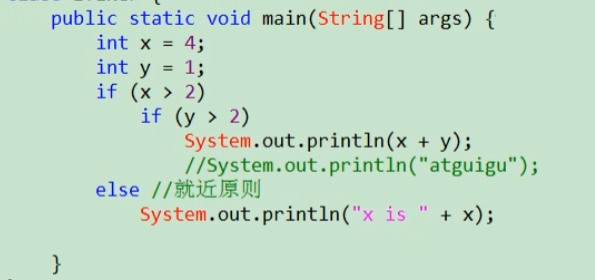 public static void main(String[] args) {
int x = 4;
int y = 1;
if (x > 2)
if (y > 2)
System.out.println(x + y);
//System.out.println("atguigu");
else //就近原则
System.out.println("x is " + x);
}